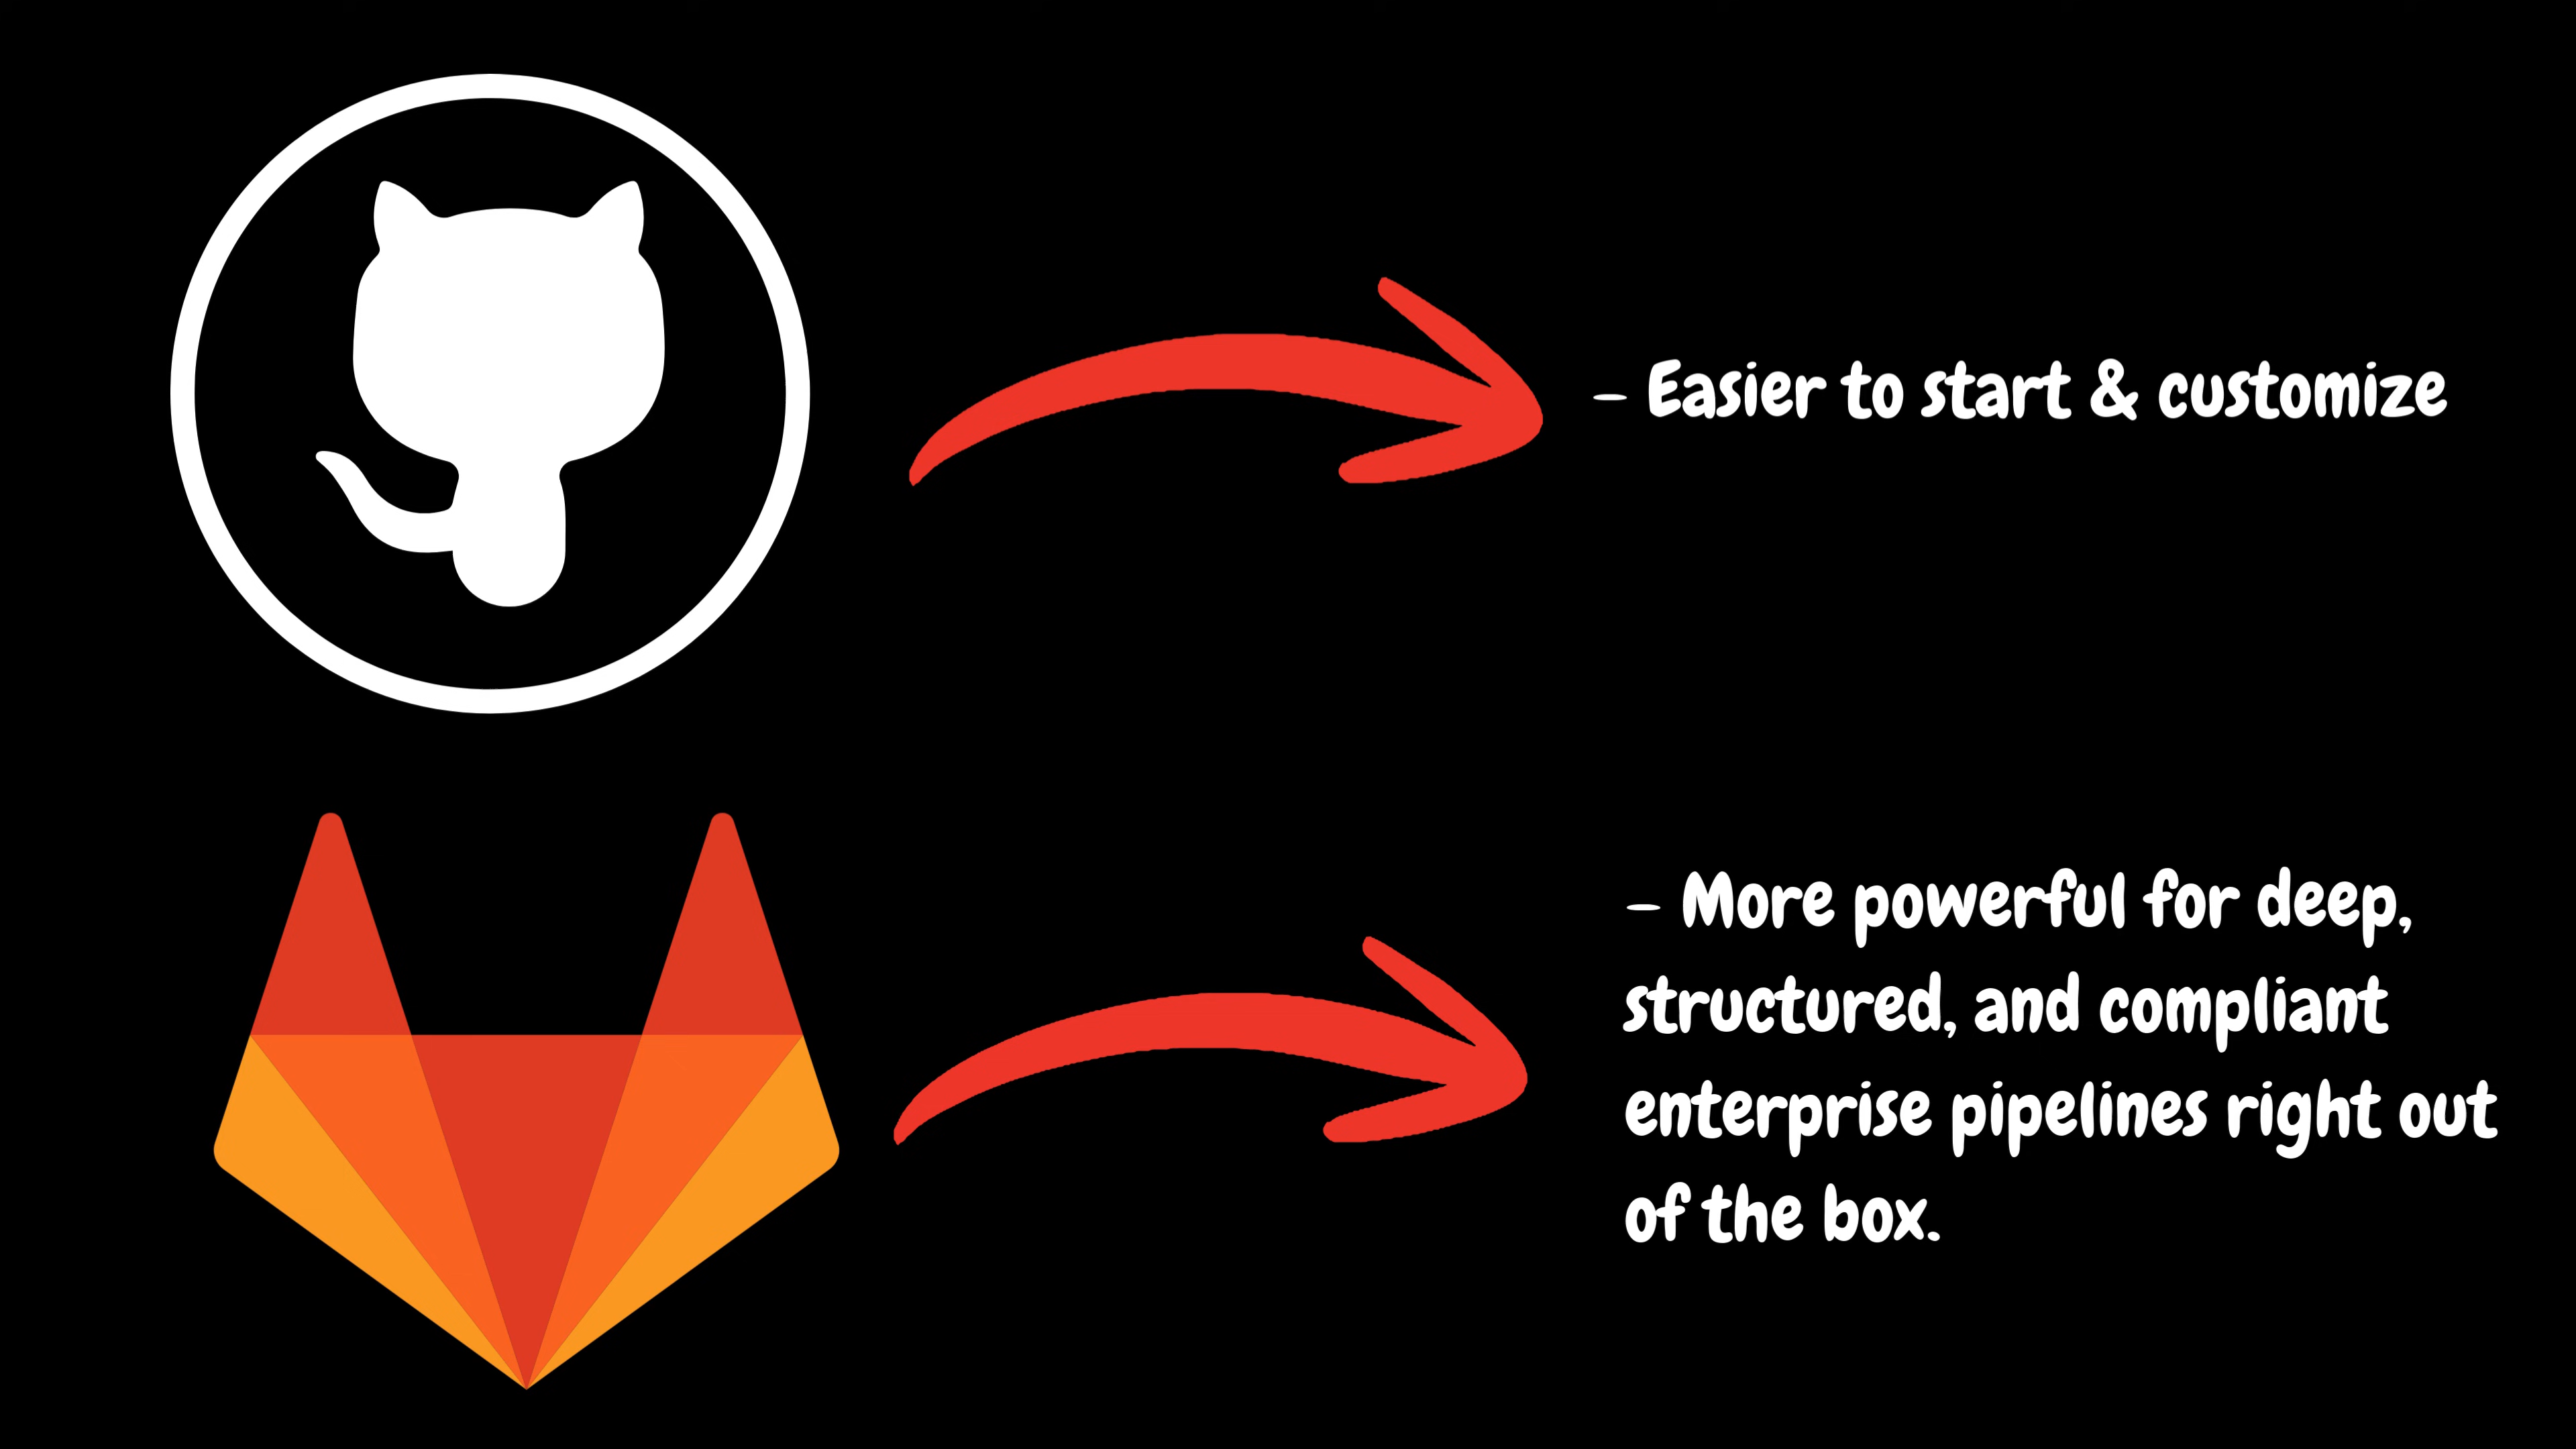 - Easier to start & customize
- More powerful for deep,
structured, and compliant
enterprise pipelines right out
of the box.